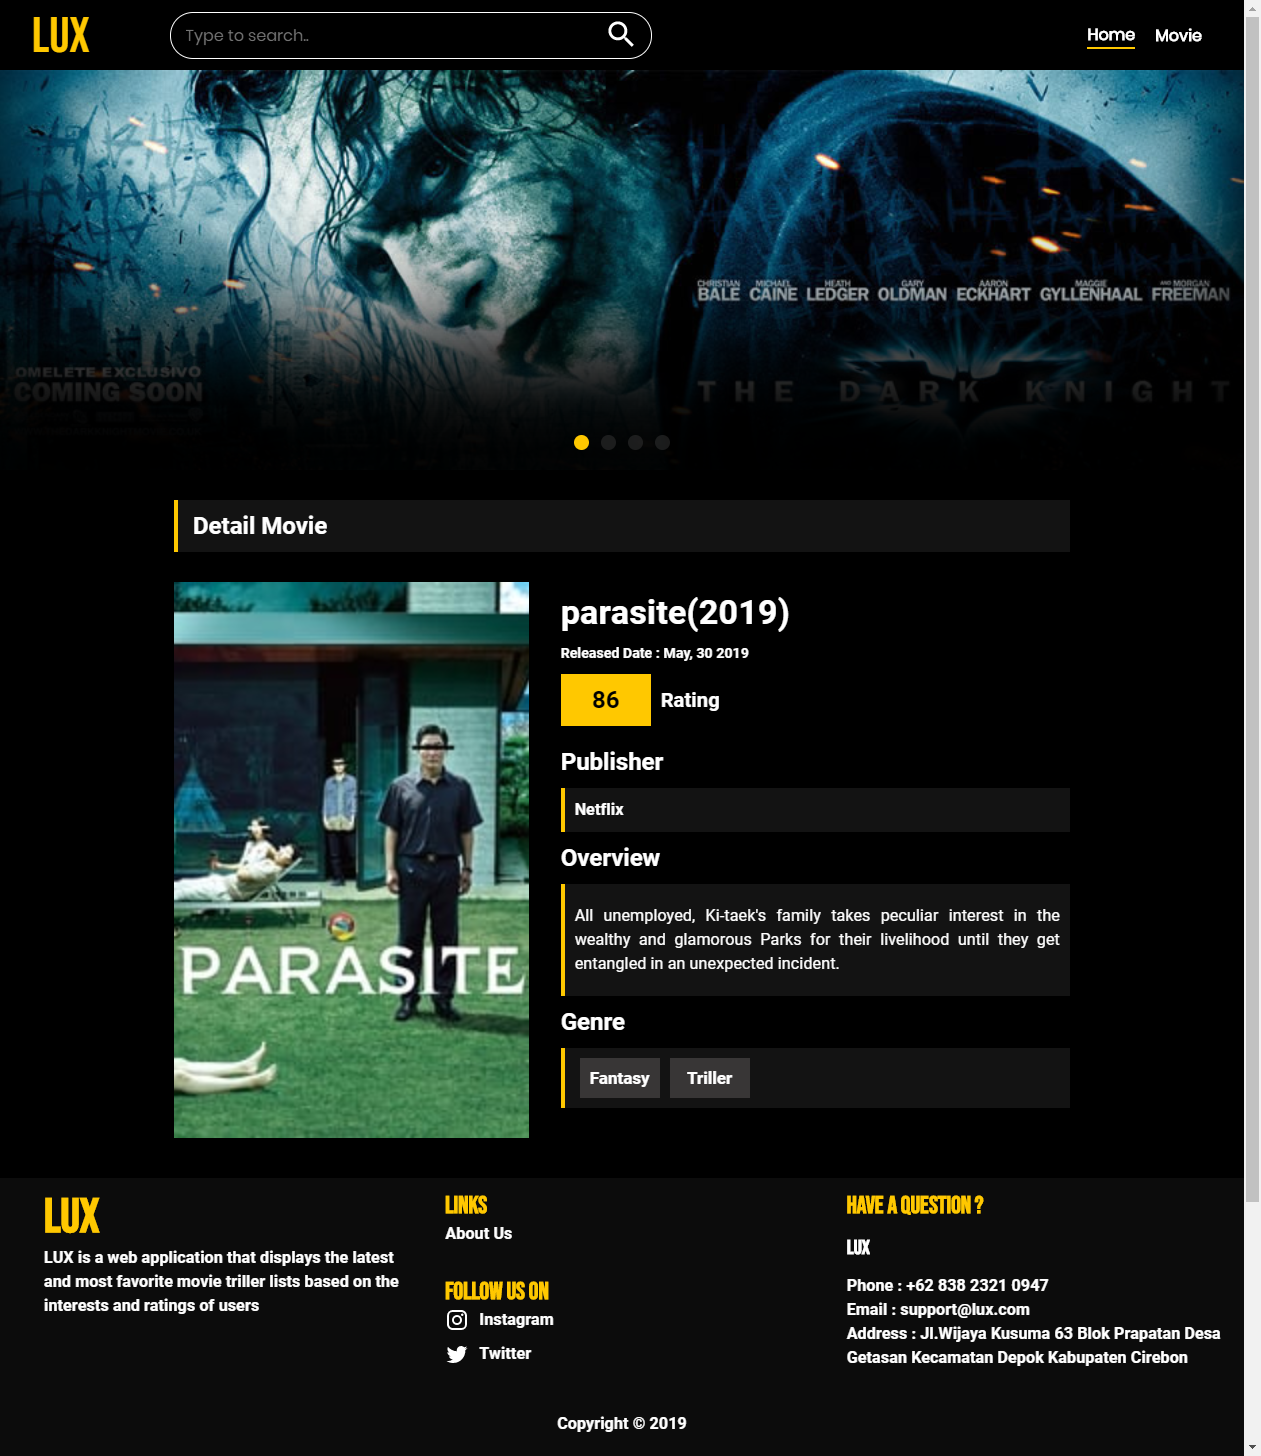 LUX
Type to search..
Home
Movie
CHRISTIAN BALE MICHAEL CAINE HEATH LEDGER GARY OLDMAN AARON ECKHART MAGGIE GYLLENHAAL AND MORGAN FREEMAN
OMELETE EXCLUSIVO
COMING SOON
THE DARK KNIGHT
Detail Movie
PARASITE
parasite(2019)
Released Date : May, 30 2019
86 Rating
Publisher
Netflix
Overview
All unemployed, Ki-taek's family takes peculiar interest in the
wealthy and glamorous Parks for their livelihood until they get
entangled in an unexpected incident.
Genre
Fantasy Triller
LUX
LUX is a web application that displays the latest
and most favorite movie triller lists based on the
interests and ratings of users
LINKS
About Us
FOLLOW US ON
Instagram
Twitter
HAVE A QUESTION ?
LUX
Phone : +62 838 2321 0947
Email : support@lux.com
Address : Jl.Wijaya Kusuma 63 Blok Prapatan Desa
Getasan Kecamatan Depok Kabupaten Cirebon
Copyright © 2019